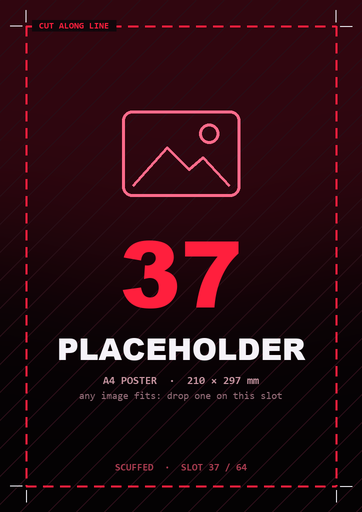 CUT ALONG LINE
37
PLACEHOLDER
A4 POSTER · 210 × 297 mm
any image fits: drop one on this slot
SCUFFED · SLOT 37 / 64